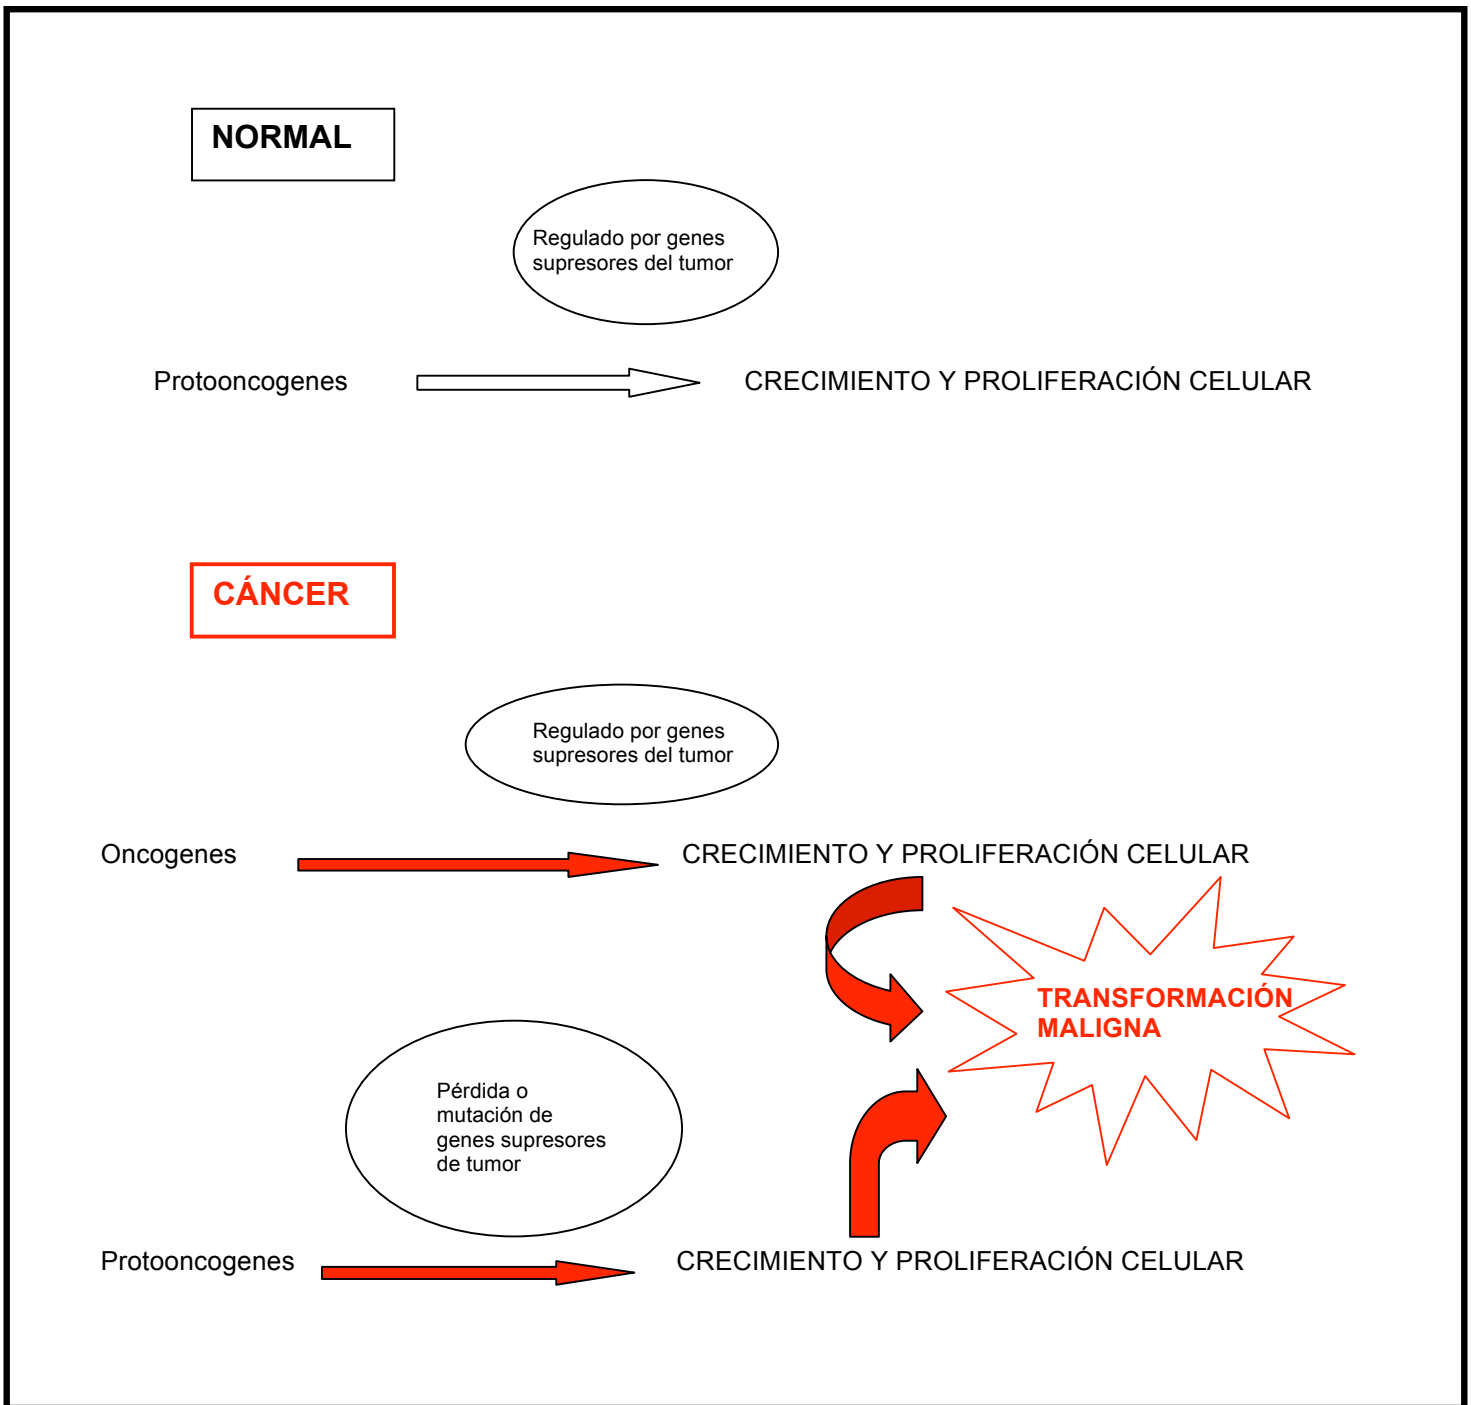 NORMAL
Regulado por genes
supresores del tumor
Protooncogenes
CRECIMIENTO Y PROLIFERACIÓN CELULAR
CÁNCER
Regulado por genes
supresores del tumor
Oncogenes
CRECIMIENTO Y PROLIFERACIÓN CELULAR
TRANSFORMACIÓN
MALIGNA
Pérdida o
mutación de
genes supresores
de tumor
Protooncogenes
CRECIMIENTO Y PROLIFERACIÓN CELULAR